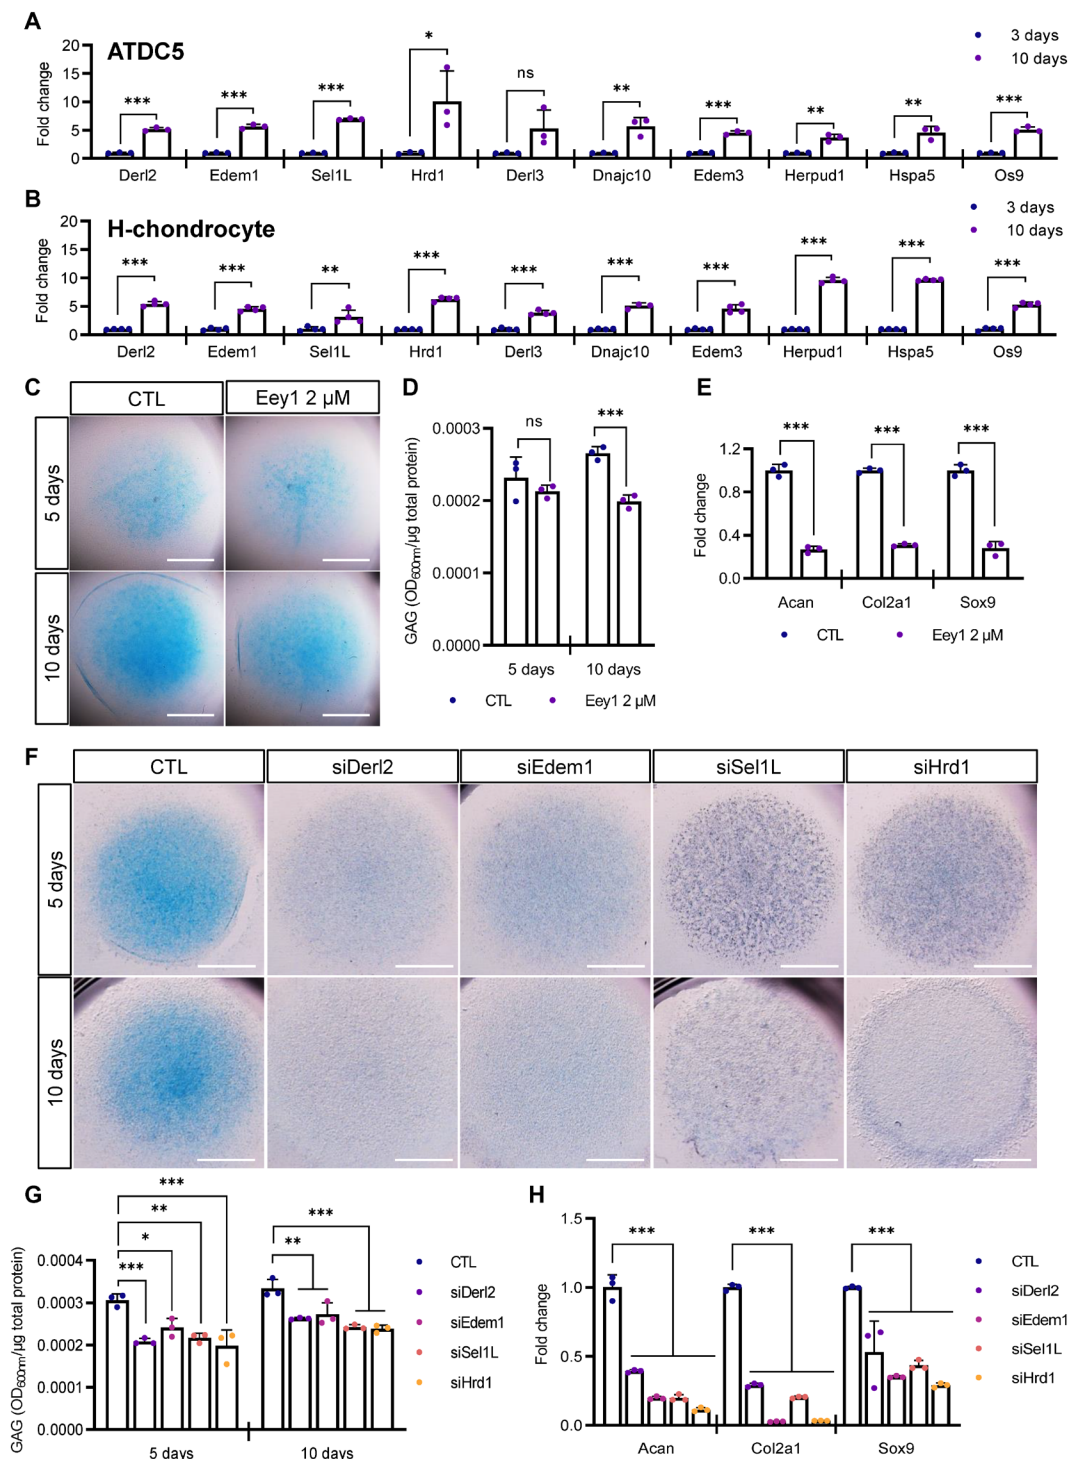 A
ATDC5
3 days
10 days
Fold change
20
15
10
5
0
*** *** *** * ns ** *** ** ** ***
Derl2 Edem1 Sel1L Hrd1 Derl3 Dnajc10 Edem3 Herpud1 Hspa5 Os9
B
H-chondrocyte
3 days
10 days
Fold change
20
15
10
5
0
*** *** ** *** *** *** *** *** *** ***
Derl2 Edem1 Sel1L Hrd1 Derl3 Dnajc10 Edem3 Herpud1 Hspa5 Os9
C
CTL Eey1 2 µM
5 days
10 days
D
GAG (OD600nm/µg total protein)
0.0003
0.0002
0.0001
0.0000
ns ***
5 days 10 days
CTL Eey1 2 µM
E
Fold change
1.2
0.8
0.4
0.0
*** *** ***
Acan Col2a1 Sox9
CTL Eey1 2 µM
F
CTL siDerl2 siEdem1 siSel1L siHrd1
5 days
10 days
G
GAG (OD600nm/µg total protein)
0.0004
0.0003
0.0002
0.0001
0.0000
***
**
*
***
***
**
5 days 10 days
CTL
siDerl2
siEdem1
siSel1L
siHrd1
H
Fold change
1.5
1.0
0.5
0.0
*** *** ***
Acan Col2a1 Sox9
CTL
siDerl2
siEdem1
siSel1L
siHrd1